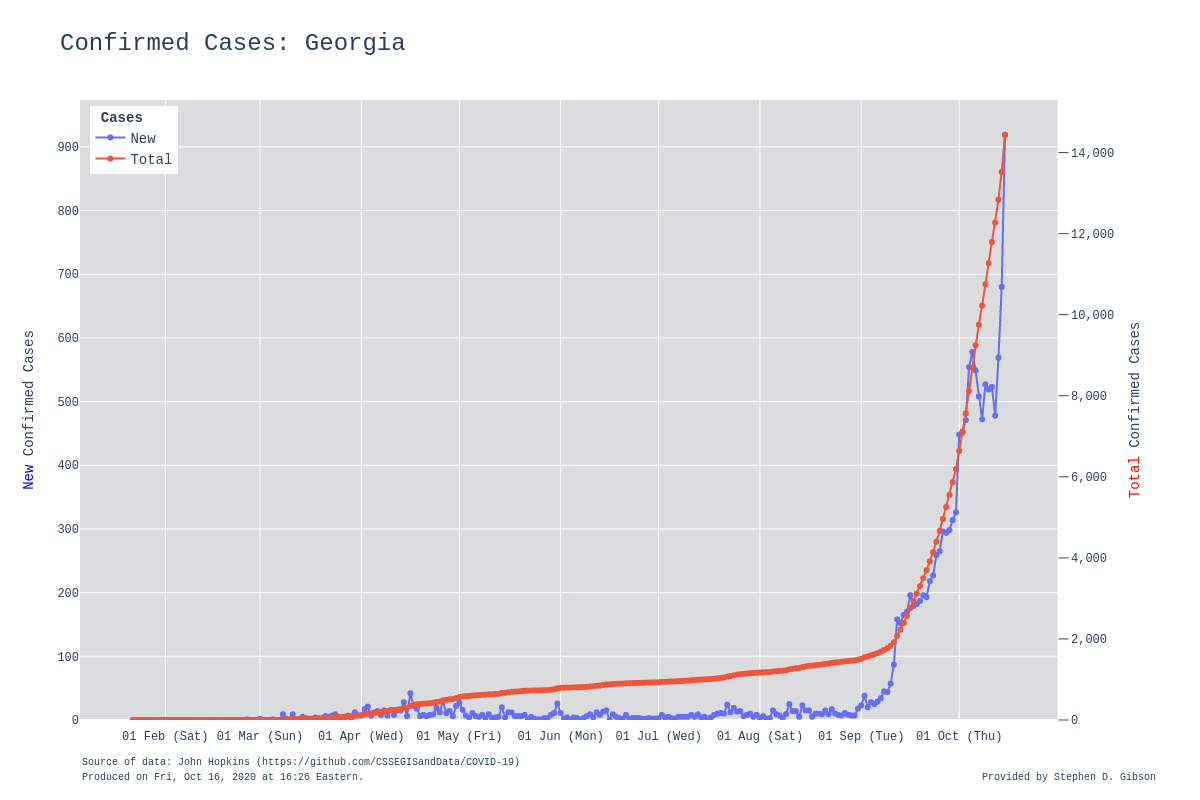 Confirmed Cases: Georgia
Cases
New
Total
900
800
700
600
500
400
300
200
100
0
New Confirmed Cases
14,000
12,000
10,000
8,000
6,000
4,000
2,000
0
Total Confirmed Cases
01 Feb (Sat) 01 Mar (Sun) 01 Apr (Wed) 01 May (Fri) 01 Jun (Mon) 01 Jul (Wed) 01 Aug (Sat) 01 Sep (Tue) 01 Oct (Thu)
Source of data: John Hopkins (https://github.com/CSSEGISandData/COVID-19)
Produced on Fri, Oct 16, 2020 at 16:26 Eastern.
Provided by Stephen D. Gibson